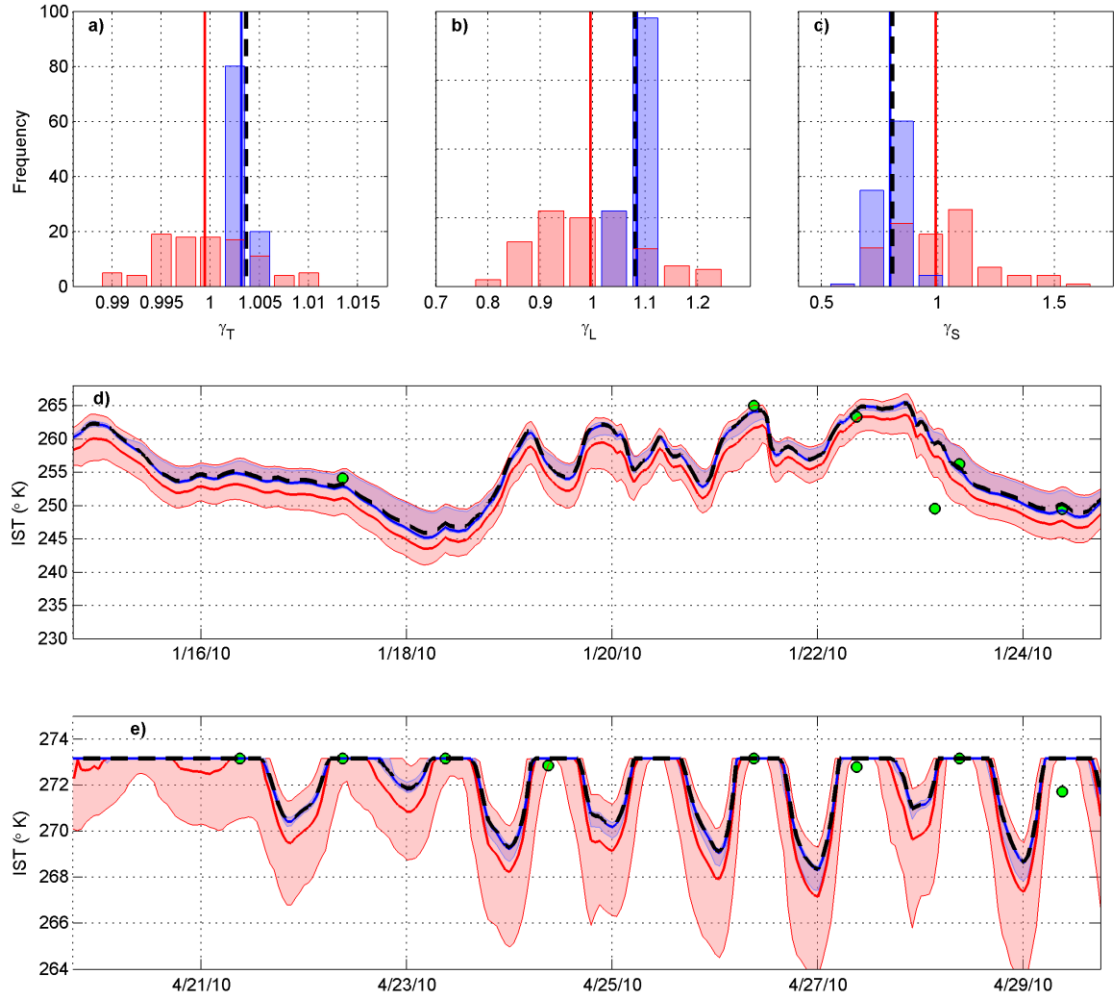 a)
b)
c)
100
80
60
40
20
0
Frequency
0.99 0.995 1 1.005 1.01 1.015
0.7 0.8 0.9 1 1.1 1.2
0.5 1 1.5
γT
γL
γS
d)
265
260
255
250
245
240
235
230
IST (° K)
1/16/10 1/18/10 1/20/10 1/22/10 1/24/10
e)
274
272
270
268
266
264
IST (° K)
4/21/10 4/23/10 4/25/10 4/27/10 4/29/10